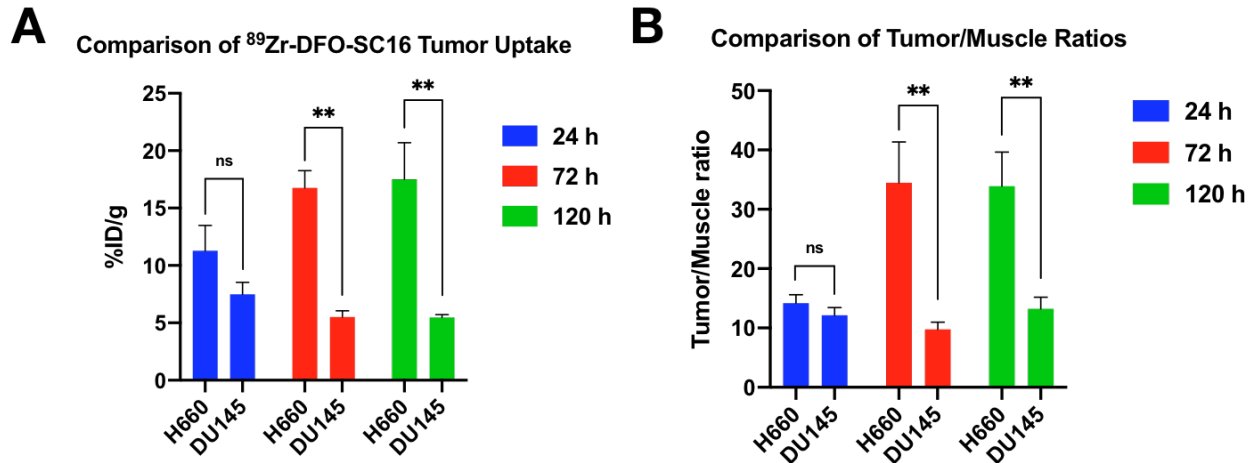 A
Comparison of ⁸⁹Zr-DFO-SC16 Tumor Uptake
%ID/g
25
20
15
10
5
0
ns
**
**
H660
DU145
H660
DU145
H660
DU145
24 h
72 h
120 h
B
Comparison of Tumor/Muscle Ratios
Tumor/Muscle ratio
50
40
30
20
10
0
ns
**
**
H660
DU145
H660
DU145
H660
DU145
24 h
72 h
120 h